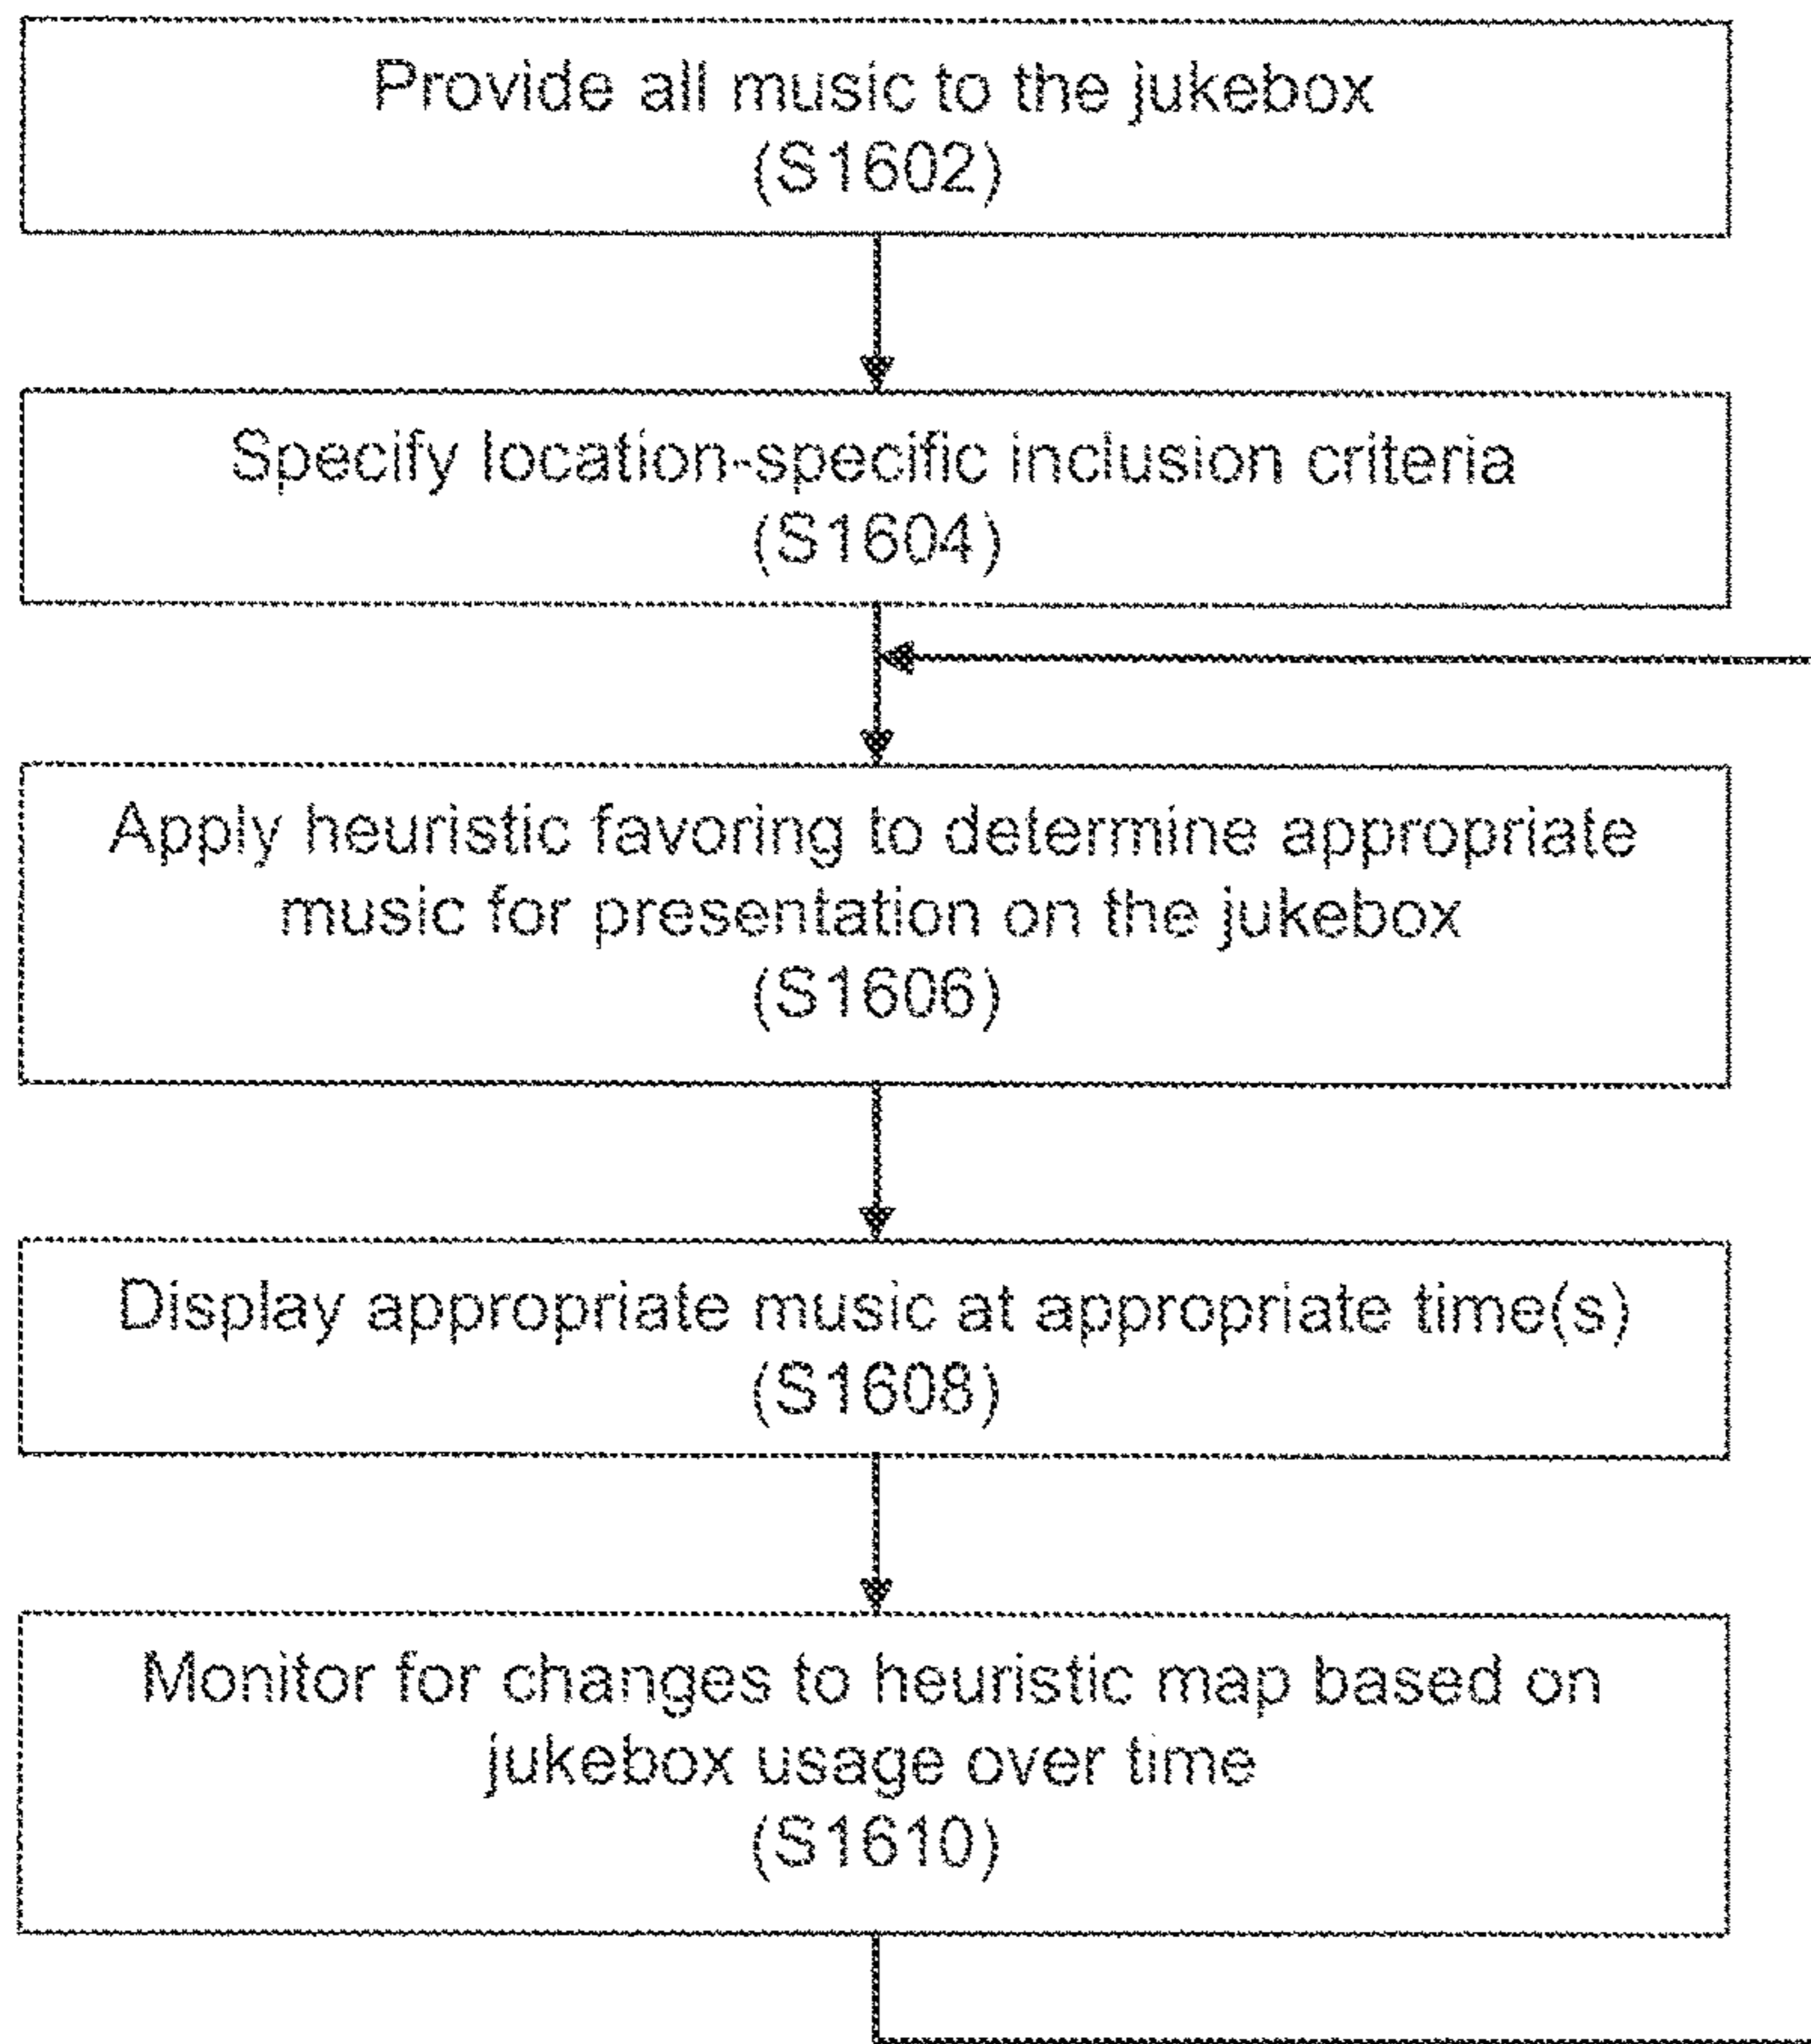 Provide all music to the jukebox
(S1602)
Specify location-specific inclusion criteria
(S1604)
Apply heuristic favoring to determine appropriate
music for presentation on the jukebox
(S1606)
Display appropriate music at appropriate time(s)
(S1608)
Monitor for changes to heuristic map based on
jukebox usage over time
(S1610)